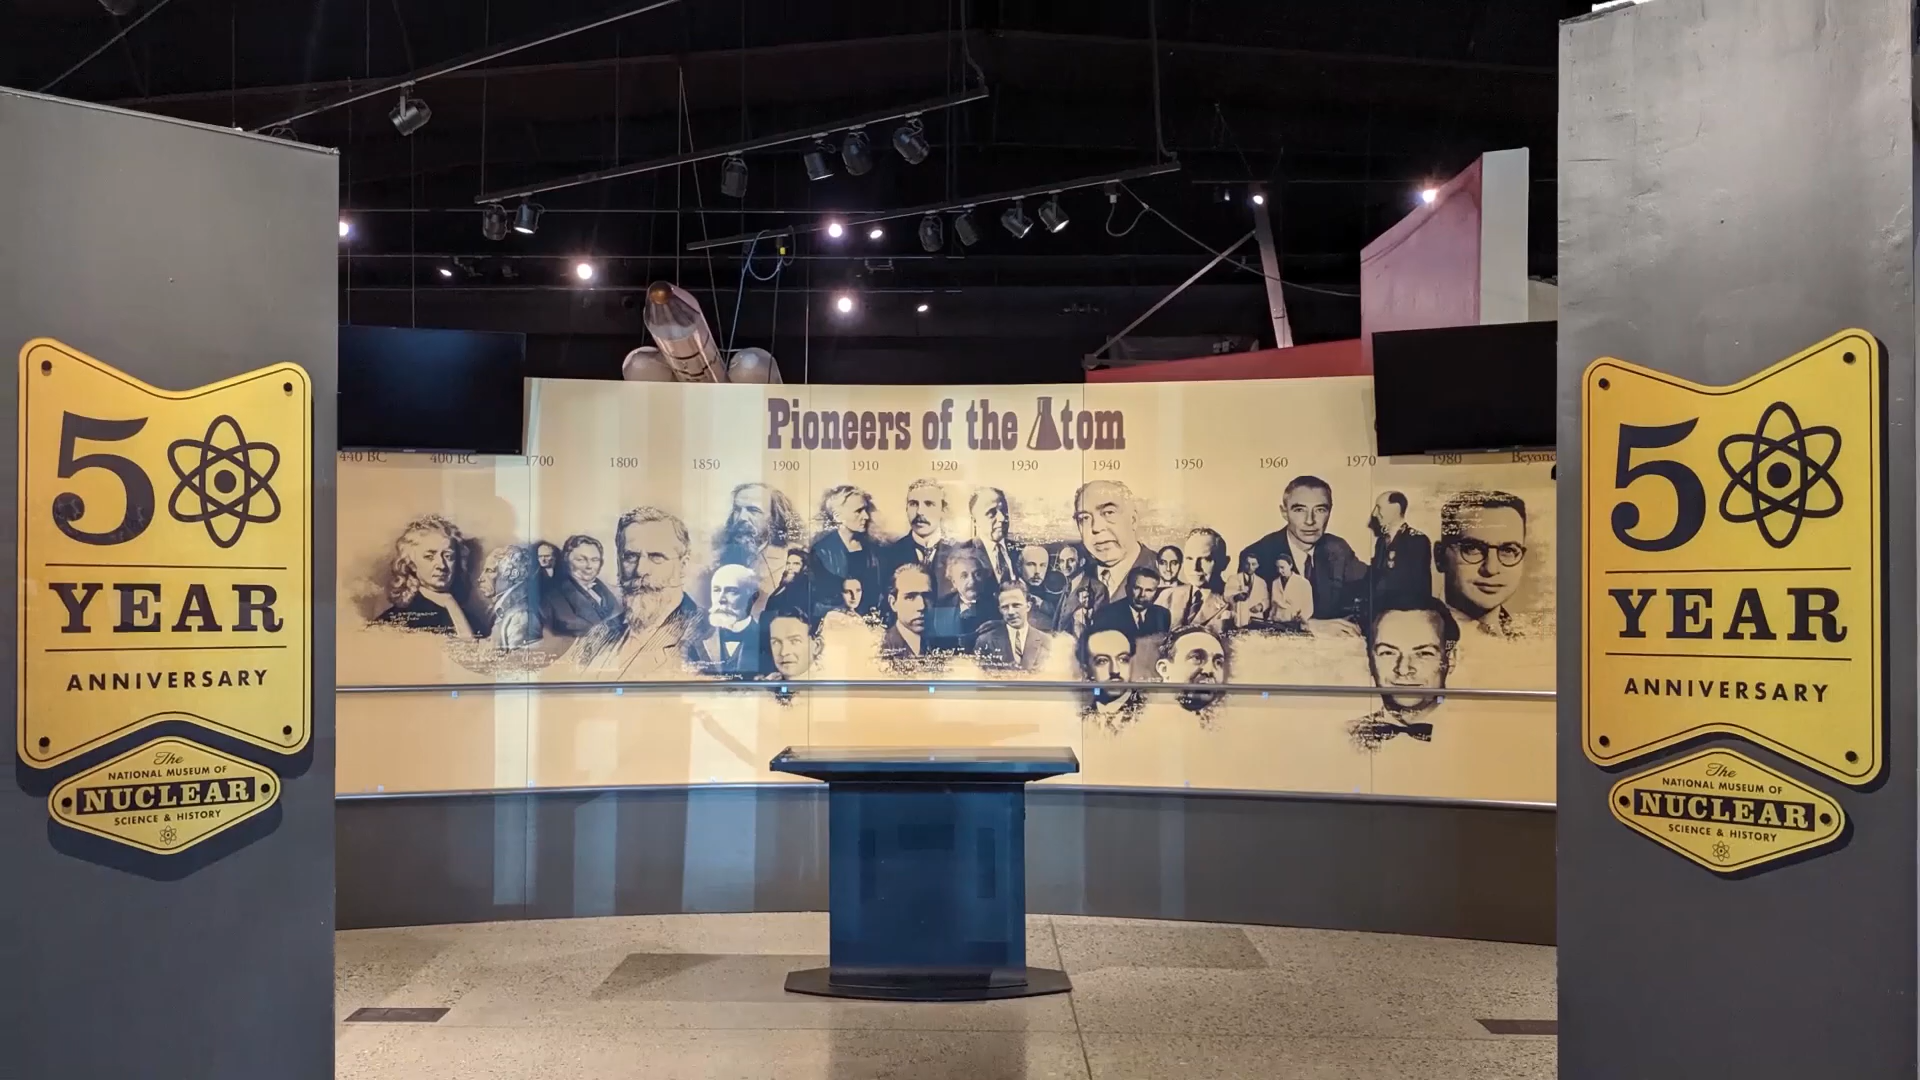 Pioneers of the Atom
440 BC 400 BC 1700 1800 1850 1900 1910 1920 1930 1940 1950 1960 1970 1980 Beyond
50
YEAR
ANNIVERSARY
The
NATIONAL MUSEUM OF
NUCLEAR
SCIENCE & HISTORY
50
YEAR
ANNIVERSARY
The
NATIONAL MUSEUM OF
NUCLEAR
SCIENCE & HISTORY